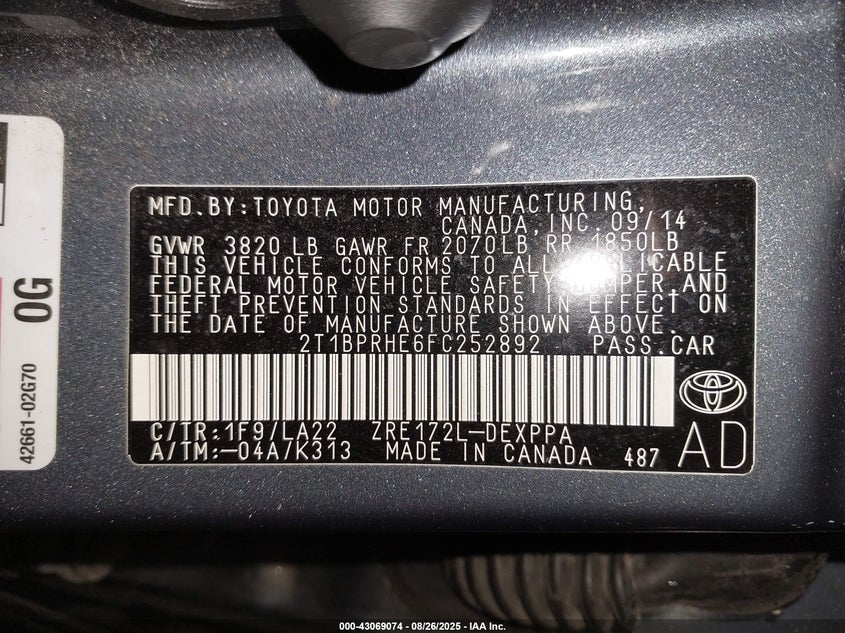 0G
42661-02G70
MFD.BY:TOYOTA MOTOR MANUFACTURING,
CANADA,INC. 09/14
GVWR 3820 LB GAWR FR 2070LB RR 1850LB
THIS VEHICLE CONFORMS TO ALL APPLICABLE
FEDERAL MOTOR VEHICLE SAFETY,BUMPER,AND
THEFT PREVENTION STANDARDS IN EFFECT ON
THE DATE OF MANUFACTURE SHOWN ABOVE.
2T1BPRHE6FC252892 PASS.CAR
C/TR:1F9/LA22 ZRE172L-DEXPPA
A/TM:-04A/K313 MADE IN CANADA 487 AD
000-43069074 - 08/26/2025 - IAA Inc.